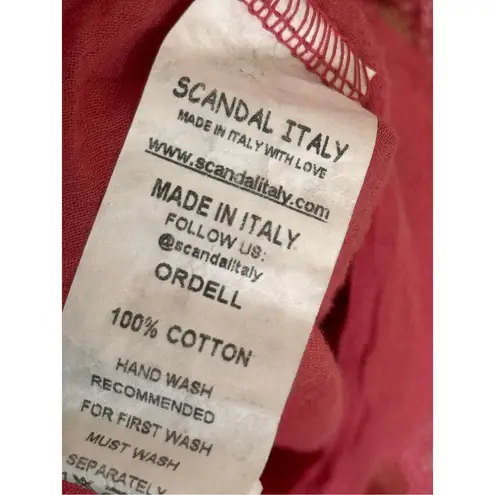 SCANDAL ITALY
MADE IN ITALY WITH LOVE
www.scandalitaly.com
MADE IN ITALY
FOLLOW US:
@scandalitaly
ORDELL
100% COTTON
HAND WASH
RECOMMENDED
FOR FIRST WASH
MUST WASH
SEPARATELY